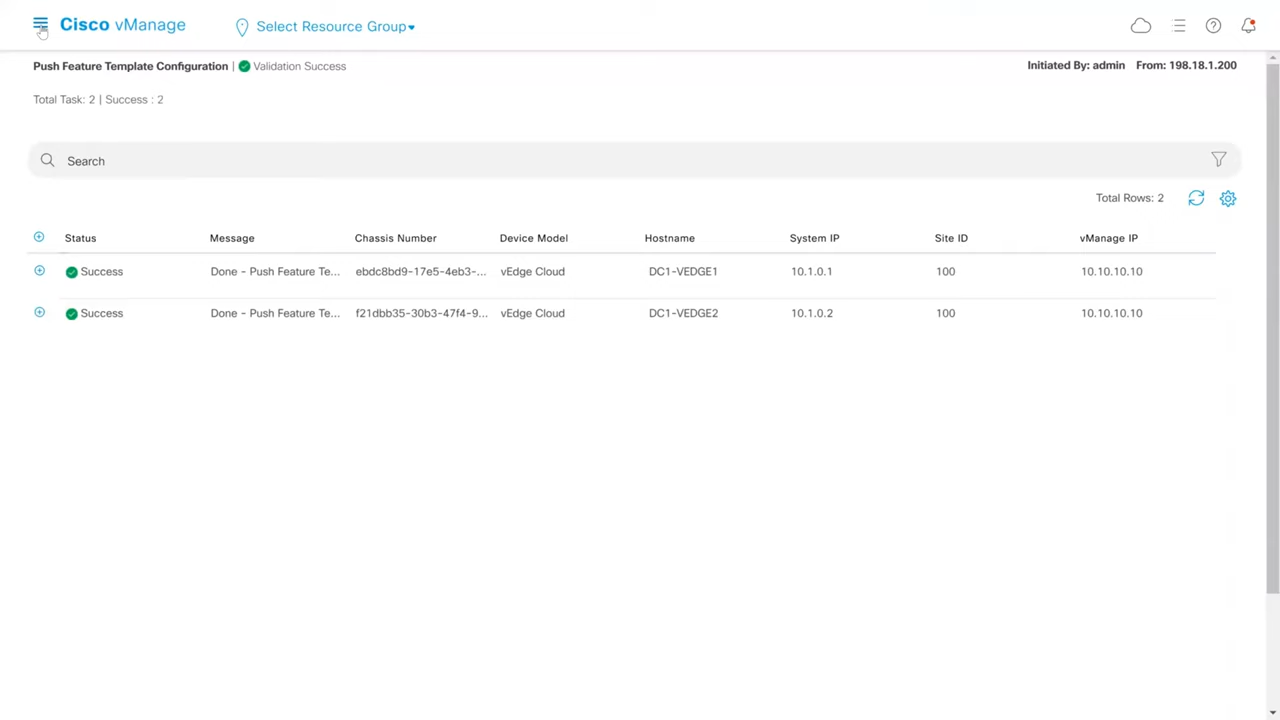 Cisco vManage
Select Resource Group
Push Feature Template Configuration | Validation Success
Initiated By: admin From: 198.18.1.200
Total Task: 2 | Success : 2
Search
Total Rows: 2
Status Message Chassis Number Device Model Hostname System IP Site ID vManage IP
Success Done - Push Feature Te... ebdc8bd9-17e5-4eb3-... vEdge Cloud DC1-VEDGE1 10.1.0.1 100 10.10.10.10
Success Done - Push Feature Te... f21dbb35-30b3-47f4-9... vEdge Cloud DC1-VEDGE2 10.1.0.2 100 10.10.10.10